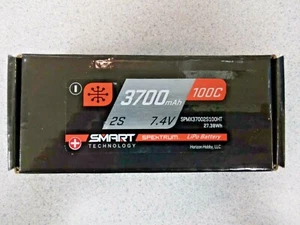 3700mAh 100C
2S 7.4V SPMX37002S100HT
27.38Wh
SMART SPEKTRUM LiPo Battery
TECHNOLOGY Horizon Hobby, LLC